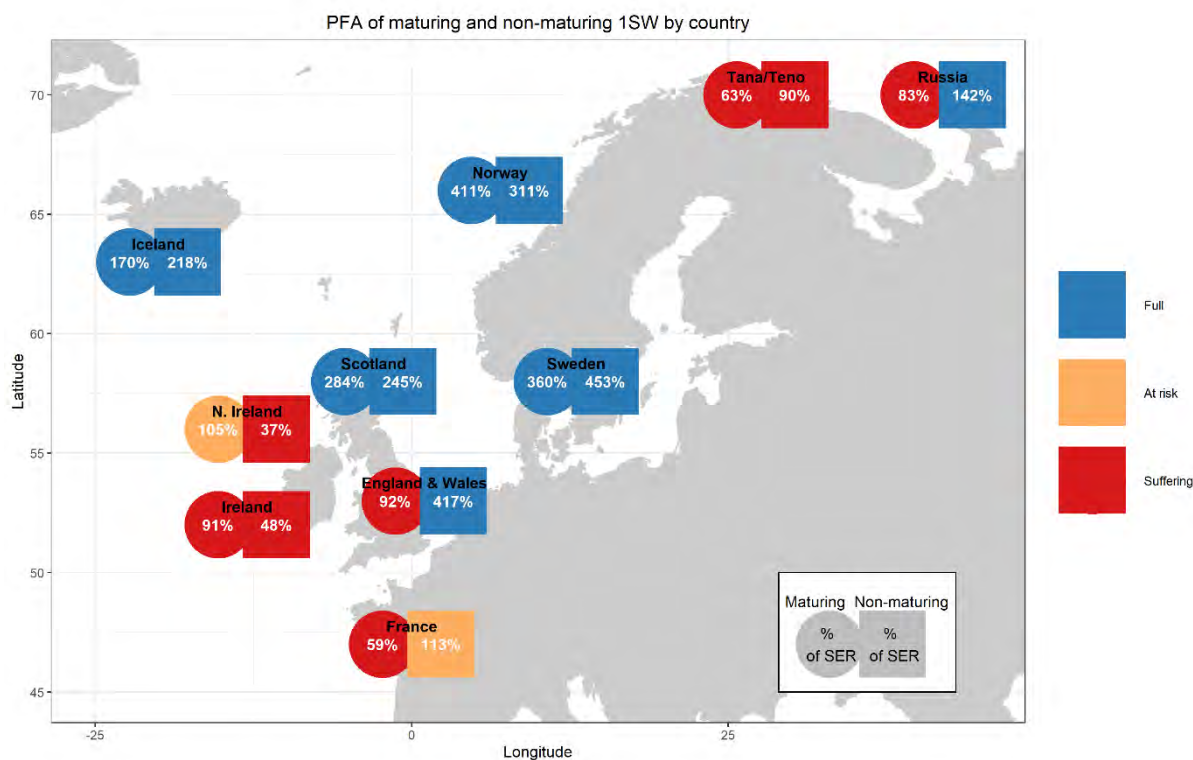 PFA of maturing and non-maturing 1SW by country
Tana/Teno
63% 90%
Russia
83% 142%
Norway
411% 311%
Iceland
170% 218%
Scotland
284% 245%
Sweden
360% 453%
N. Ireland
105% 37%
England & Wales
92% 417%
Ireland
91% 48%
France
59% 113%
70
65
60
55
50
45
Latitude
-25 0 25
Longitude
Full
At risk
Suffering
Maturing Non-maturing
% %
of SER of SER